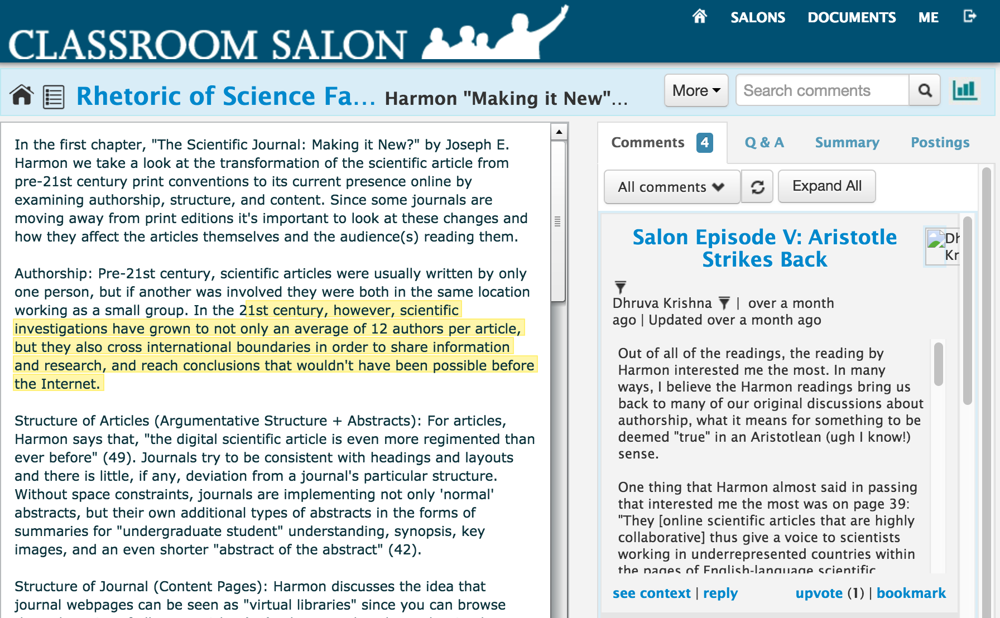 CLASSROOM SALON
SALONS DOCUMENTS ME
Rhetoric of Science Fa... Harmon "Making it New"...
More
Search comments
In the first chapter, "The Scientific Journal: Making it New?" by Joseph E.
Harmon we take a look at the transformation of the scientific article from
pre-21st century print conventions to its current presence online by
examining authorship, structure, and content. Since some journals are
moving away from print editions it's important to look at these changes and
how they affect the articles themselves and the audience(s) reading them.
Authorship: Pre-21st century, scientific articles were usually written by only
one person, but if another was involved they were both in the same location
working as a small group. In the 21st century, however, scientific
investigations have grown to not only an average of 12 authors per article,
but they also cross international boundaries in order to share information
and research, and reach conclusions that wouldn't have been possible before
the Internet.
Structure of Articles (Argumentative Structure + Abstracts): For articles,
Harmon says that, "the digital scientific article is even more regimented than
ever before" (49). Journals try to be consistent with headings and layouts
and there is little, if any, deviation from a journal's particular structure.
Without space constraints, journals are implementing not only 'normal'
abstracts, but their own additional types of abstracts in the forms of
summaries for "undergraduate student" understanding, synopsis, key
images, and an even shorter "abstract of the abstract" (42).
Structure of Journal (Content Pages): Harmon discusses the idea that
journal webpages can be seen as "virtual libraries" since you can browse
Comments 4 Q & A Summary Postings
All comments Expand All
Salon Episode V: Aristotle
Strikes Back
Dh
Kr
Dhruva Krishna | over a month
ago | Updated over a month ago
Out of all of the readings, the reading by
Harmon interested me the most. In many
ways, I believe the Harmon readings bring us
back to many of our original discussions about
authorship, what it means for something to be
deemed "true" in an Aristotlean (ugh I know!)
sense.
One thing that Harmon almost said in passing
that interested me the most was on page 39:
"They [online scientific articles that are highly
collaborative] thus give a voice to scientists
working in underrepresented countries within
the pages of English-language scientific
see context | reply upvote (1) | bookmark